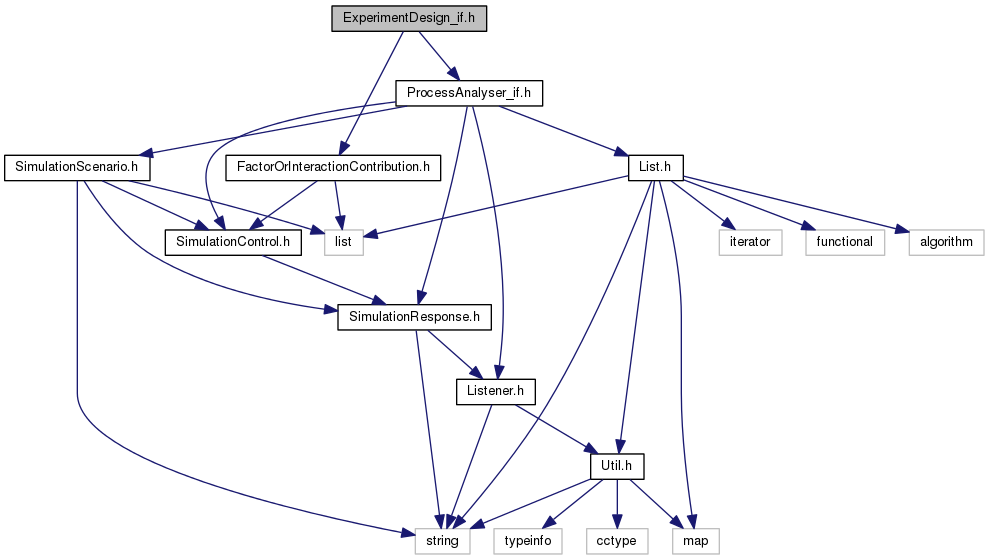 ExperimentDesign_if.h
ProcessAnalyser_if.h
SimulationScenario.h
FactorOrInteractionContribution.h
List.h
SimulationControl.h
list
iterator
functional
algorithm
SimulationResponse.h
Listener.h
Util.h
string
typeinfo
cctype
map